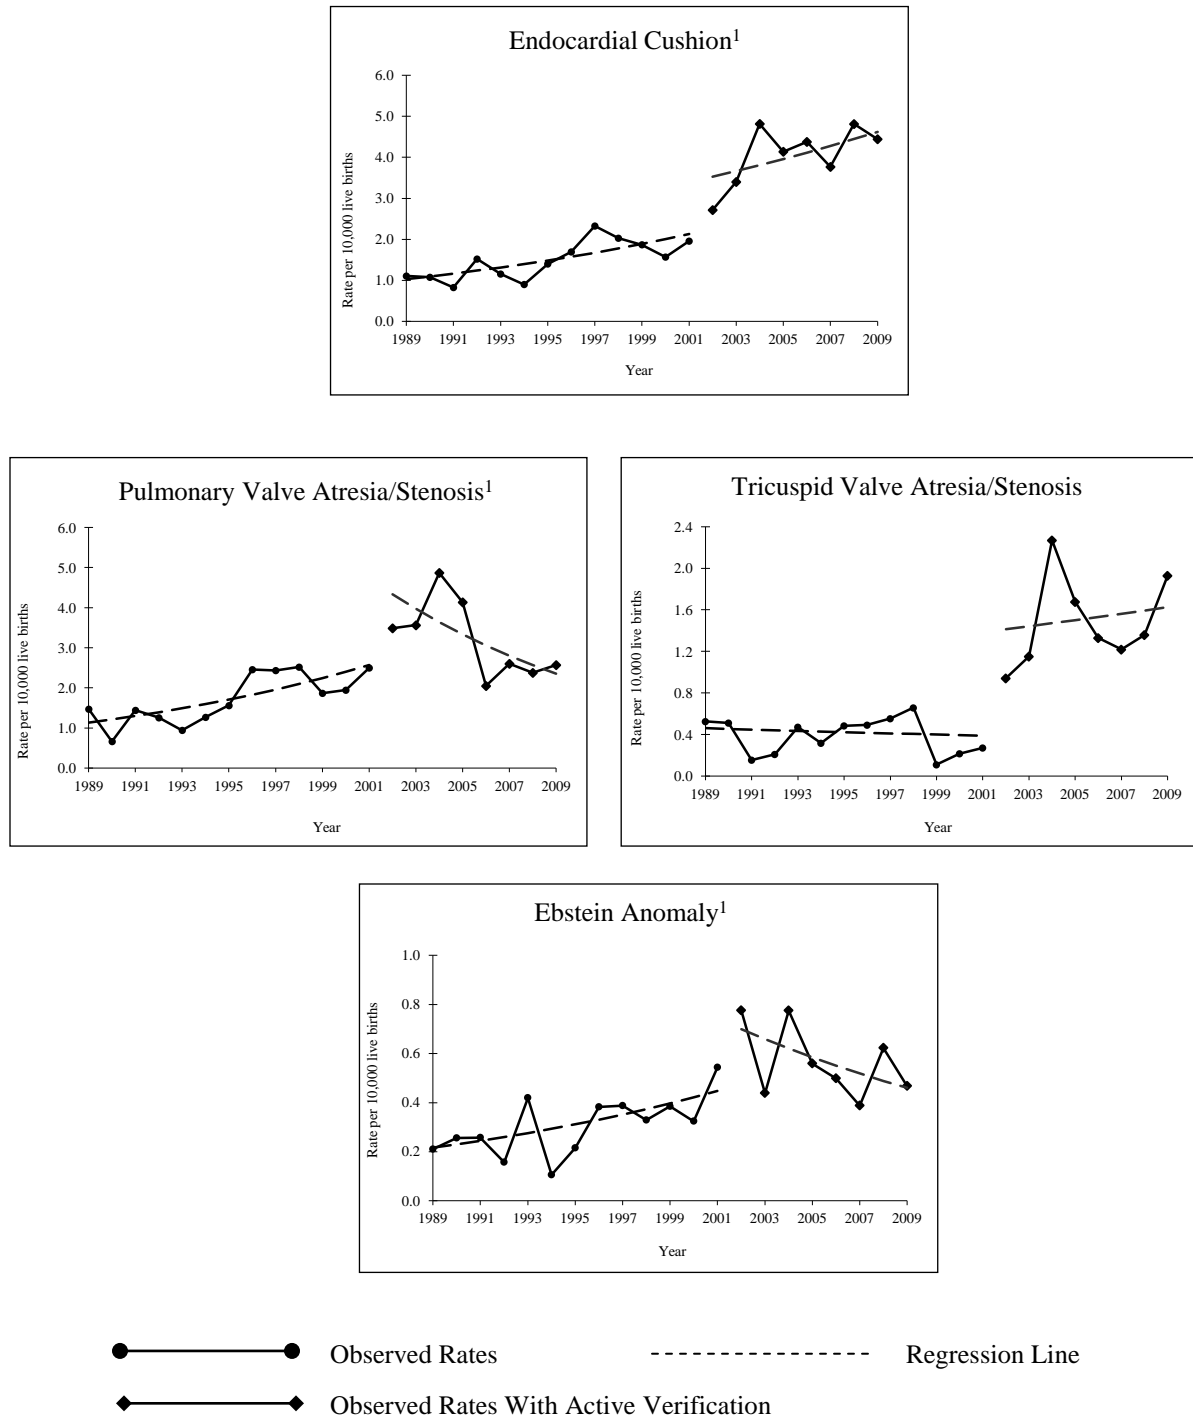 Endocardial Cushion1
Rate per 10,000 live births
6.0
5.0
4.0
3.0
2.0
1.0
0.0
1989 1991 1993 1995 1997 1999 2001 2003 2005 2007 2009
Year
Pulmonary Valve Atresia/Stenosis1
Rate per 10,000 live births
6.0
5.0
4.0
3.0
2.0
1.0
0.0
1989 1991 1993 1995 1997 1999 2001 2003 2005 2007 2009
Year
Tricuspid Valve Atresia/Stenosis
Rate per 10,000 live births
2.4
2.0
1.6
1.2
0.8
0.4
0.0
1989 1991 1993 1995 1997 1999 2001 2003 2005 2007 2009
Year
Ebstein Anomaly1
Rate per 10,000 live births
1.0
0.8
0.6
0.4
0.2
0.0
1989 1991 1993 1995 1997 1999 2001 2003 2005 2007 2009
Year
Observed Rates
Regression Line
Observed Rates With Active Verification